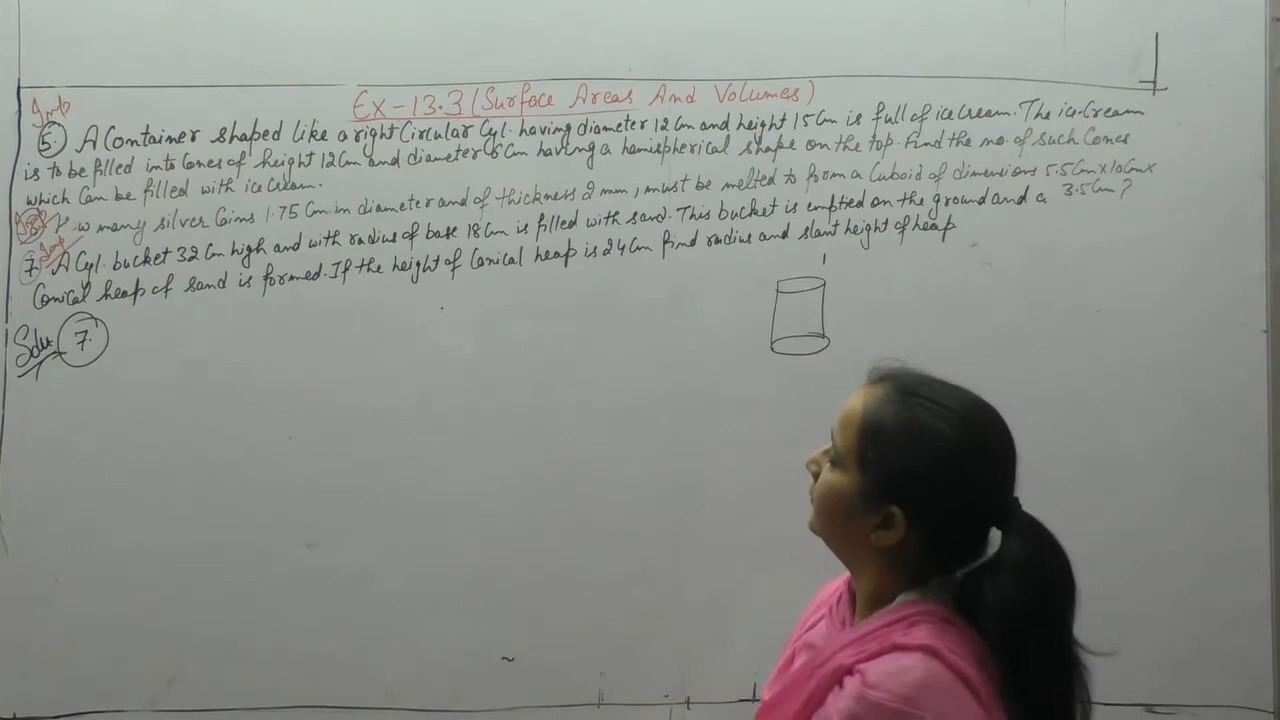 Ex-13.3 (Surface Areas And Volumes)
Imp
5. A Container shaped like a right Circular Cyl. having diameter 12 Cm and height 15 Cm is full of ice Cream. The ice-Cream
is to be filled into Cones of height 12 Cm and diameter 6 Cm having a hemispherical shape on the top. Find the no. of such Cones
which Can be filled with ice Cream.
w many silver Coins 1.75 Cm in diameter and of thickness 2 mm, must be melted to form a Cuboid of dimensions 5.5 Cm x 10 Cm x
3.5 Cm?
Imp
7. A Cyl. bucket 32 Cm high and with radius of base 18 Cm is filled with sand. This bucket is emptied on the ground and a
Conical heap of sand is formed. If the height of Conical heap is 24 Cm find radius and slant height of heap
Solu 7.